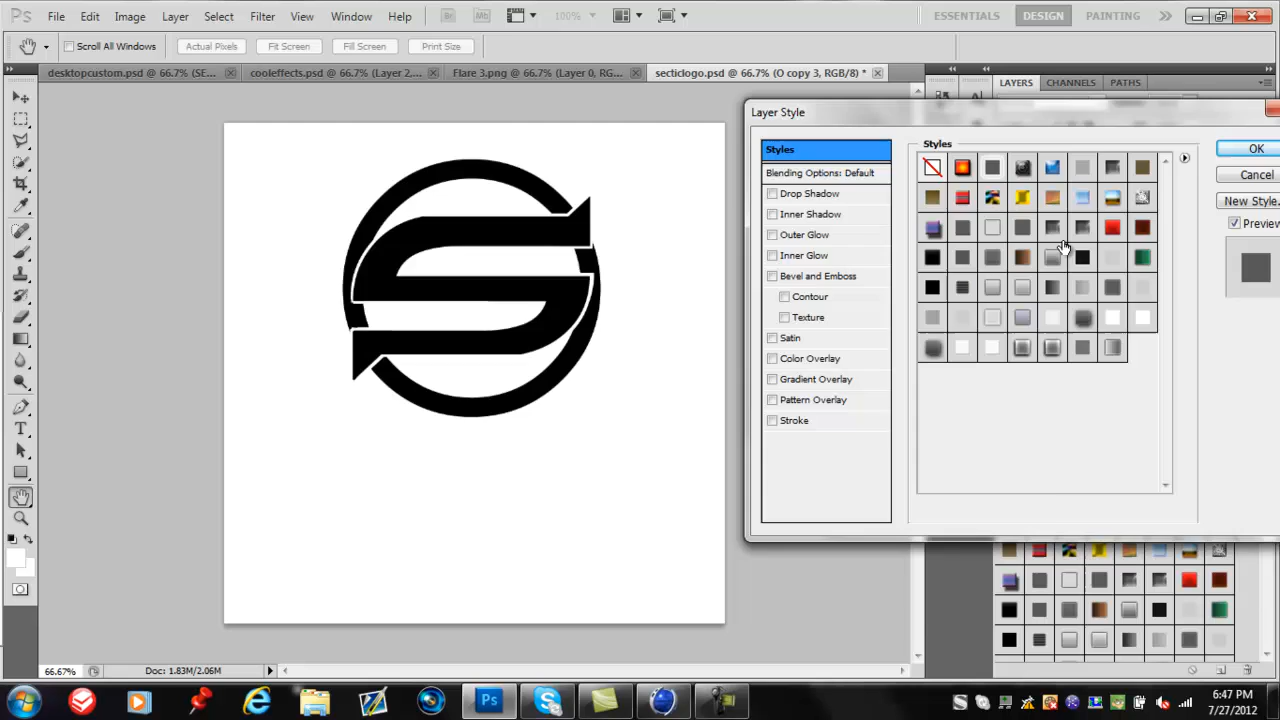 Ps File Edit Image Layer Select Filter View Window Help Br Mb 100% ESSENTIALS DESIGN PAINTING
Scroll All Windows Actual Pixels Fit Screen Fill Screen Print Size
desktopcustom.psd @ 66.7% (SE... cooleffects.psd @ 66.7% (Layer 2,... Flare 3.png @ 66.7% (Layer 0, RG... secticlogo.psd @ 66.7% (O copy 3, RGB/8) *
LAYERS CHANNELS PATHS
Layer Style
Styles
Blending Options: Default
Drop Shadow
Inner Shadow
Outer Glow
Inner Glow
Bevel and Emboss
Contour
Texture
Satin
Color Overlay
Gradient Overlay
Pattern Overlay
Stroke
Styles
OK
Cancel
New Style.
Preview
S
66.67% Doc: 1.83M/2.06M
Ps
6:47 PM
7/27/2012